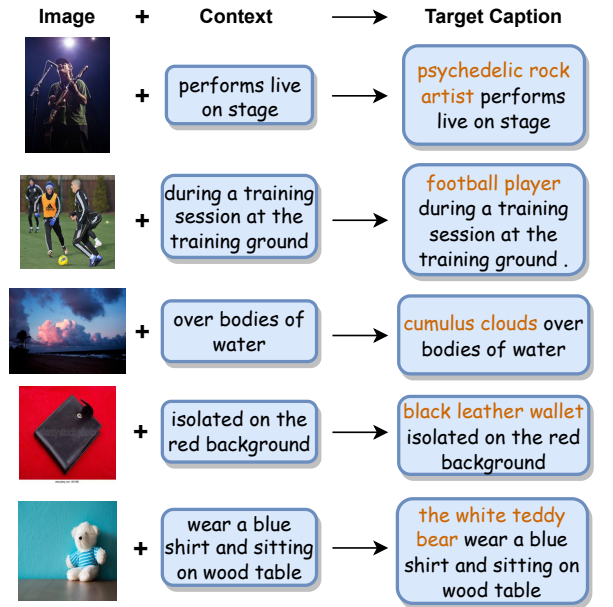 Image + Context Target Caption
+ performs live
on stage
psychedelic rock
artist performs
live on stage
+ during a training
session at the
training ground
football player
during a training
session at the
training ground .
+ over bodies of
water
cumulus clouds over
bodies of water
+ isolated on the
red background
black leather wallet
isolated on the red
background
+ wear a blue
shirt and sitting
on wood table
the white teddy
bear wear a blue
shirt and sitting on
wood table